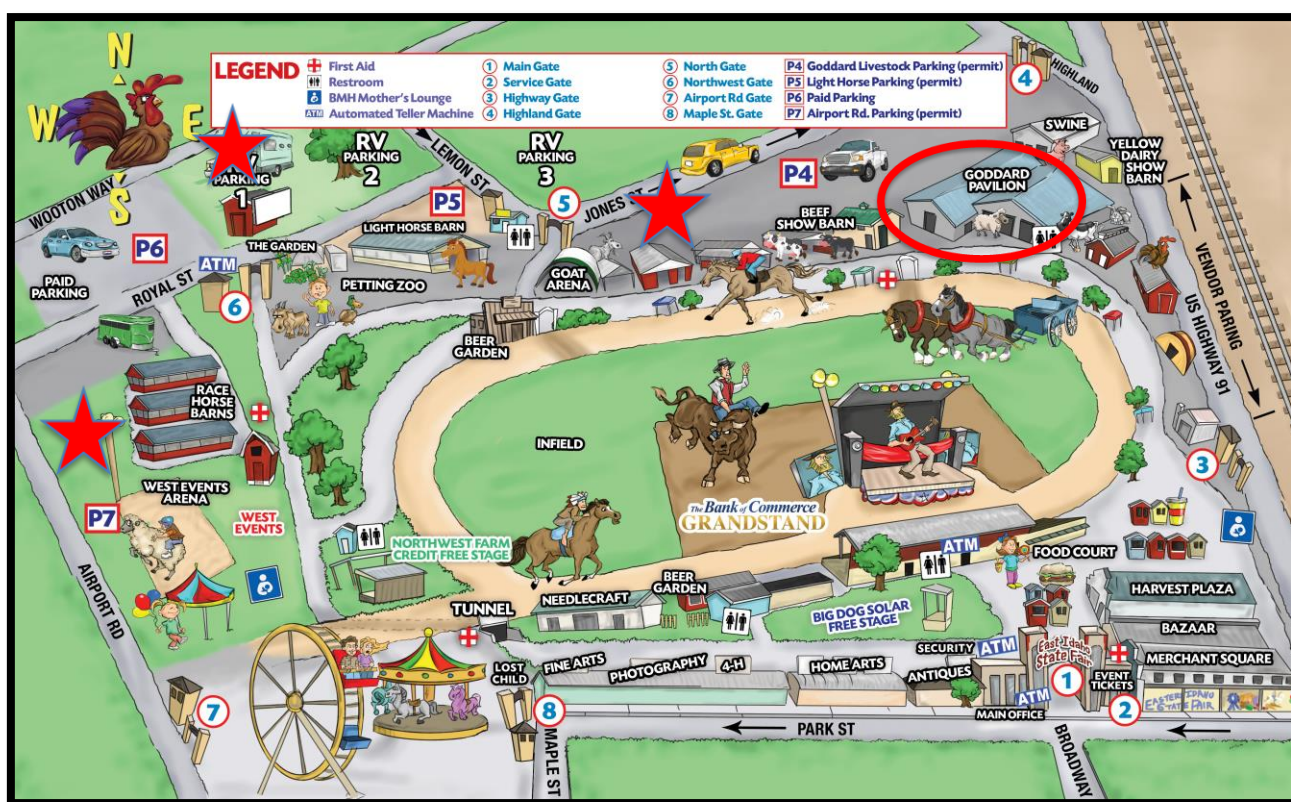 N
W
E
S
LEGEND
First Aid
Restroom
BMH Mother's Lounge
ATM Automated Teller Machine
1 Main Gate
2 Service Gate
3 Highway Gate
4 Highland Gate
5 North Gate
6 Northwest Gate
7 Airport Rd Gate
8 Maple St. Gate
P4 Goddard Livestock Parking (permit)
P5 Light Horse Parking (permit)
P6 Paid Parking
P7 Airport Rd. Parking (permit)
4
HIGHLAND
SWINE
YELLOW
DAIRY
SHOW BARN
GODDARD
PAVILION
PARKING
1
RV
PARKING
2
LEMON ST
RV
PARKING
3
P4
WOOTON WAY
P5
5
JONES ST
BEEF
SHOW BARN
LIGHT HORSE BARN
THE GARDEN
P6
PAID
PARKING
ROYAL ST
ATM
6
PETTING ZOO
GOAT
ARENA
VENDOR PARING
US HIGHWAY 91
BEER
GARDEN
RACE
HORSE
BARNS
INFIELD
3
WEST EVENTS
ARENA
P7
WEST
EVENTS
The Bank of Commerce
GRANDSTAND
NORTHWEST FARM
CREDIT FREE STAGE
ATM
FOOD COURT
AIRPORT RD
TUNNEL
NEEDLECRAFT
BEER
GARDEN
BIG DOG SOLAR
FREE STAGE
HARVEST PLAZA
BAZAAR
SECURITY
ATM
East Idaho
State Fair
MERCHANT SQUARE
LOST
CHILD
FINE ARTS
PHOTOGRAPHY
4-H
HOME ARTS
ANTIQUES
1
EVENT
TICKETS
ATM
MAIN OFFICE
2
EASTERN IDAHO
STATE FAIR
7
8
PARK ST
MAPLE ST
BROADWAY